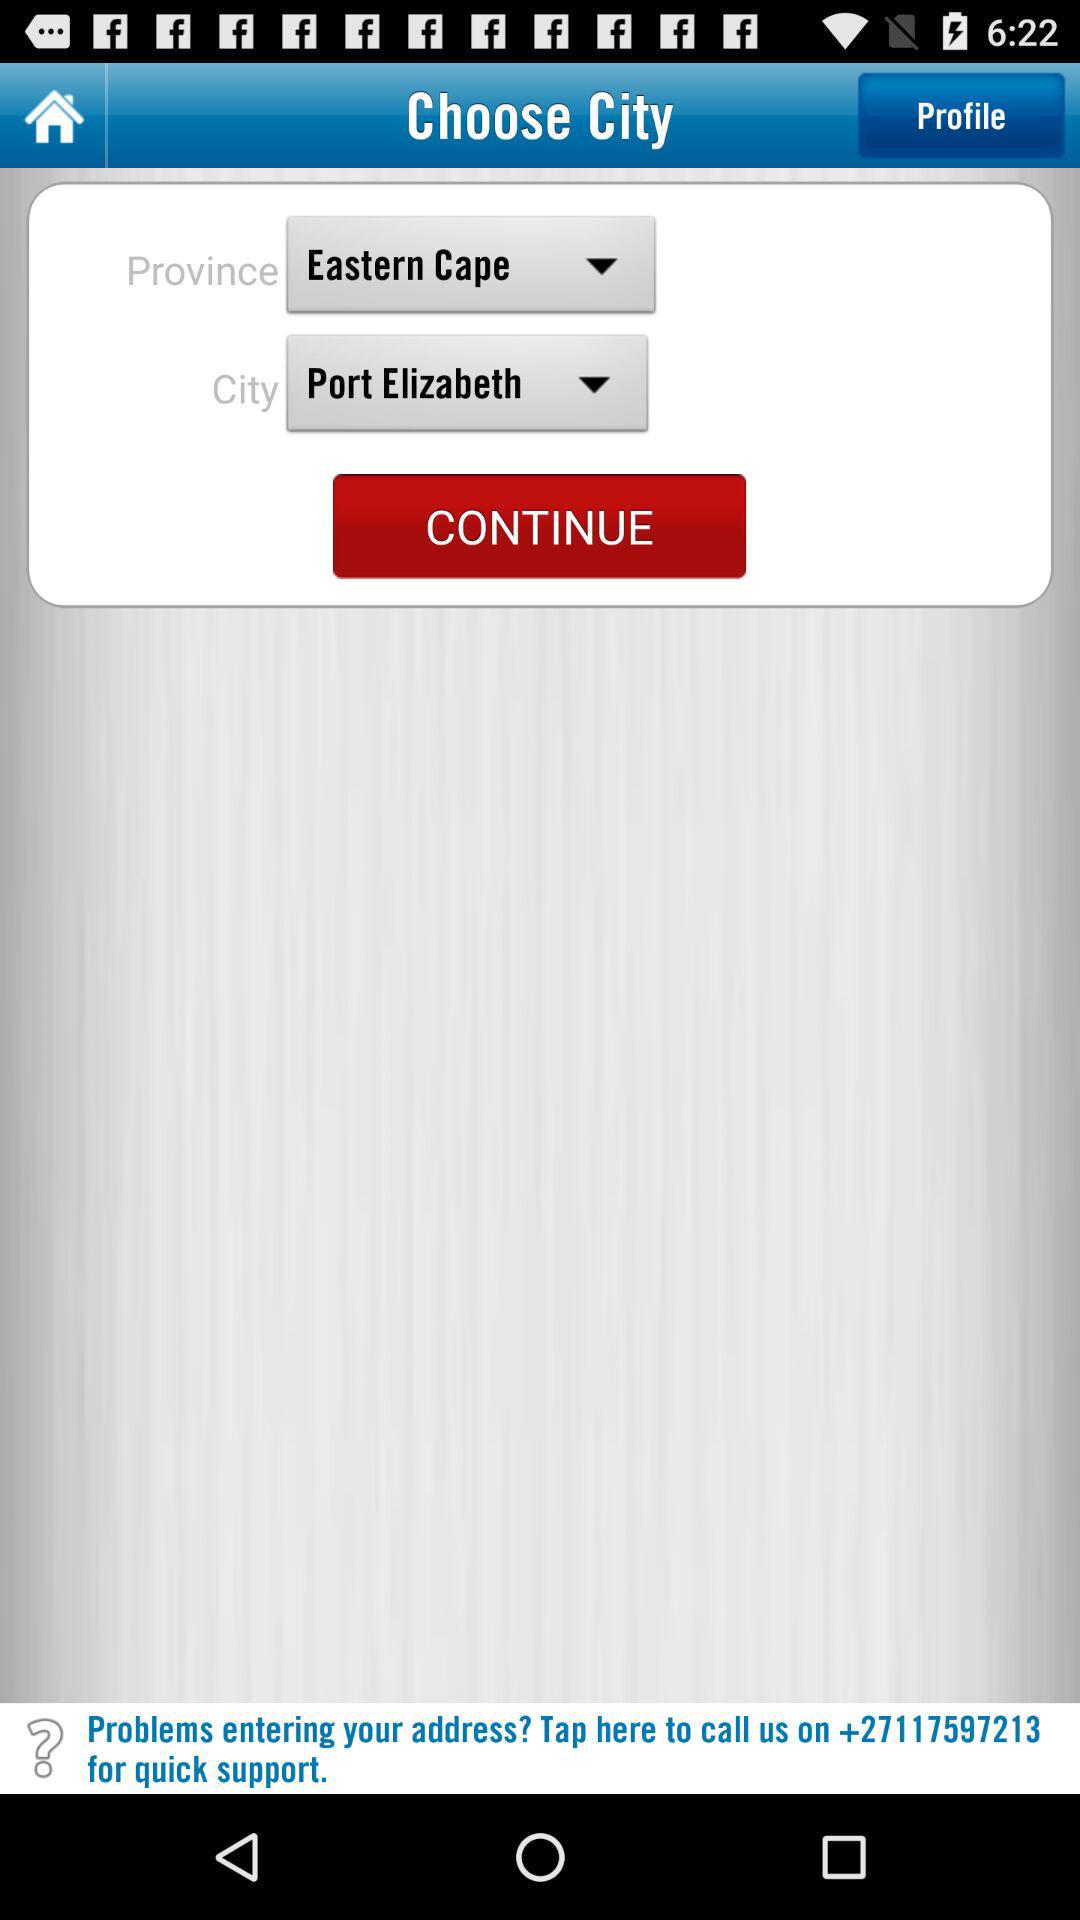 6:22
Choose City
Profile
Province
Eastern Cape
City
Port Elizabeth
CONTINUE
Problems entering your address? Tap here to call us on +27117597213
for quick support.